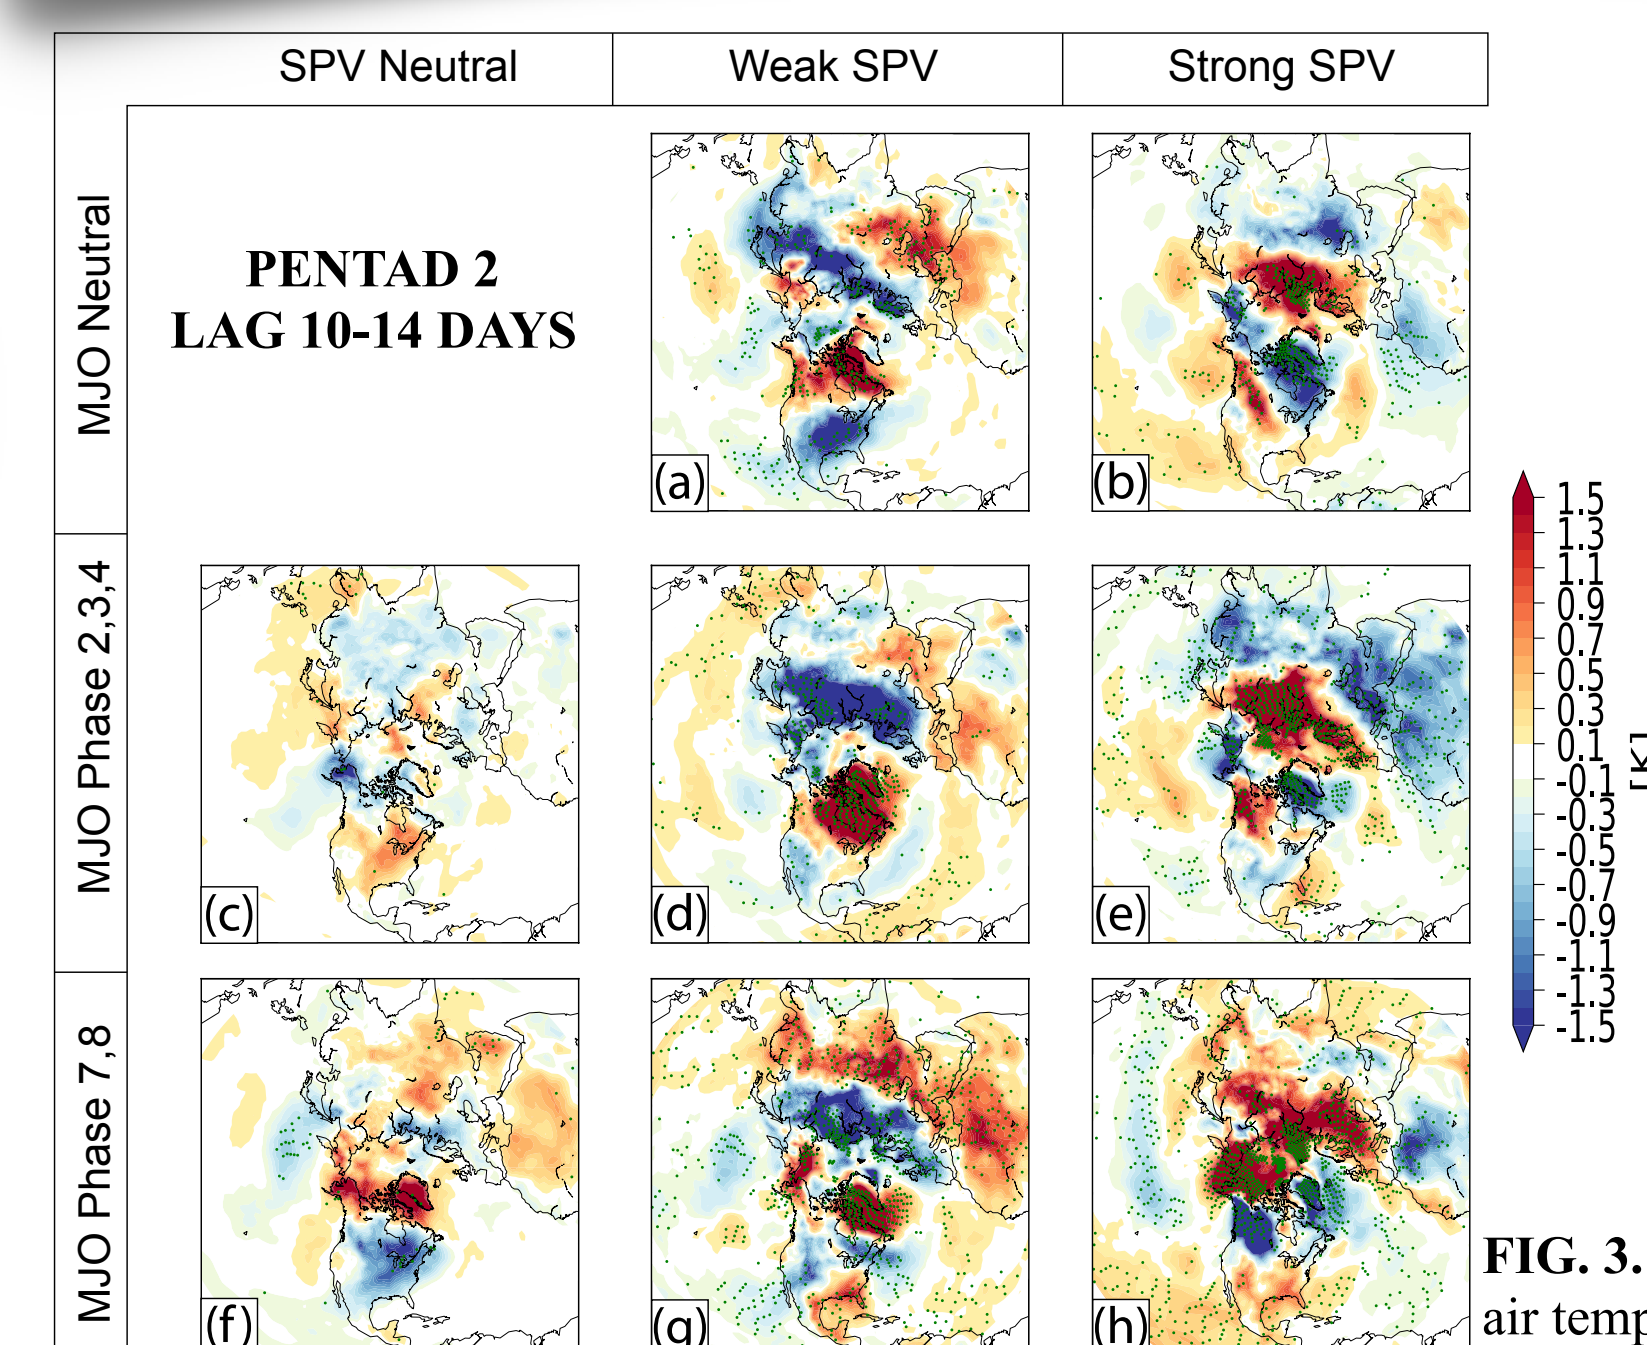 SPV Neutral
Weak SPV
Strong SPV
MJO Neutral
PENTAD 2
LAG 10-14 DAYS
(a)
(b)
MJO Phase 2,3,4
(c)
(d)
(e)
1.5
1.3
1.1
0.9
0.7
0.5
0.3
0.1
-0.1
-0.3
-0.5
-0.7
-0.9
-1.1
-1.3
-1.5
[K]
MJO Phase 7,8
(f)
(g)
(h)
FIG. 3.
air temp